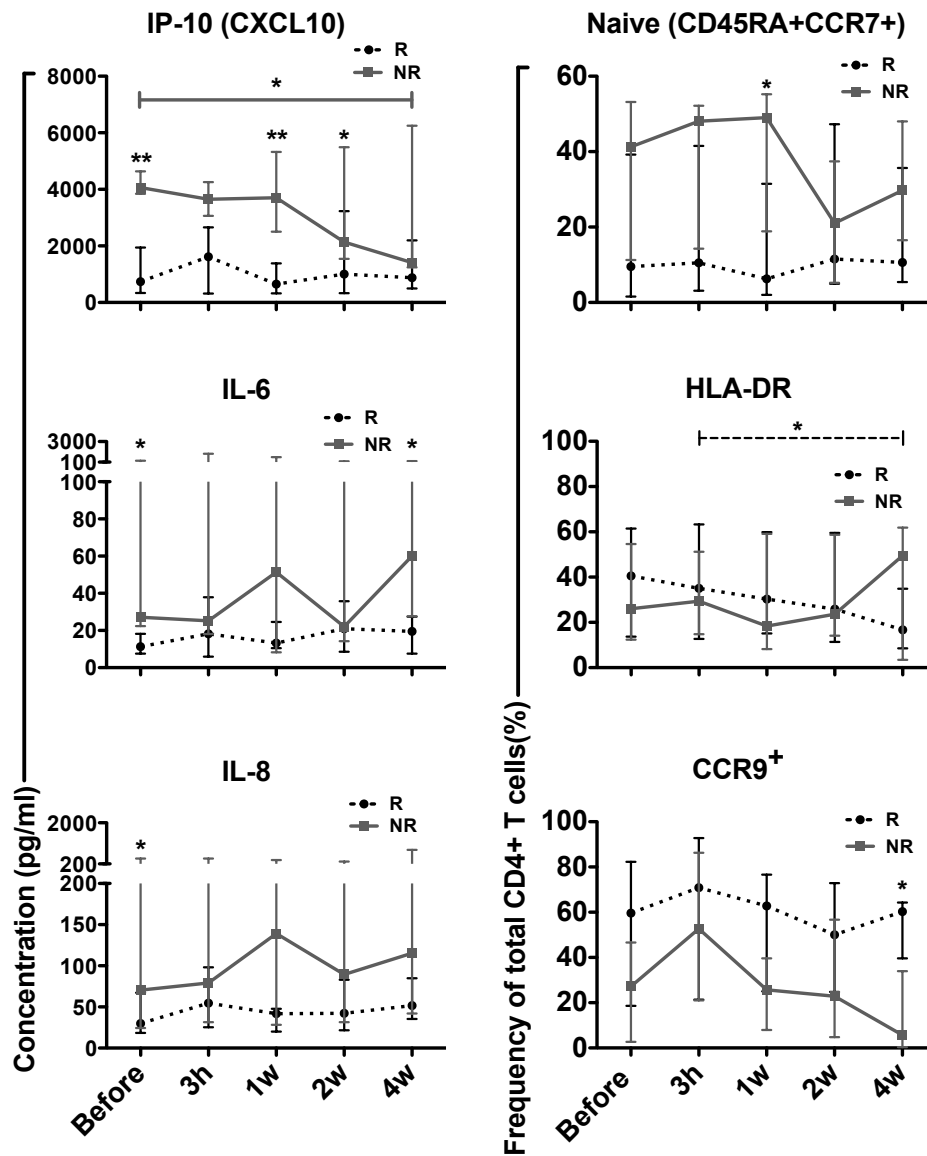 IP-10 (CXCL10)
R
NR
8000
6000
4000
2000
0
*
**
**
*
IL-6
R
NR
3000
100
100
80
60
40
20
0
*
*
IL-8
R
NR
2000
200
200
150
100
50
0
*
Before
3h
1w
2w
4w
Concentration (pg/ml)
Naive (CD45RA+CCR7+)
R
NR
60
40
20
0
*
HLA-DR
R
NR
100
80
60
40
20
0
*
CCR9+
R
NR
100
80
60
40
20
0
*
Before
3h
1w
2w
4w
Frequency of total CD4+ T cells(%)